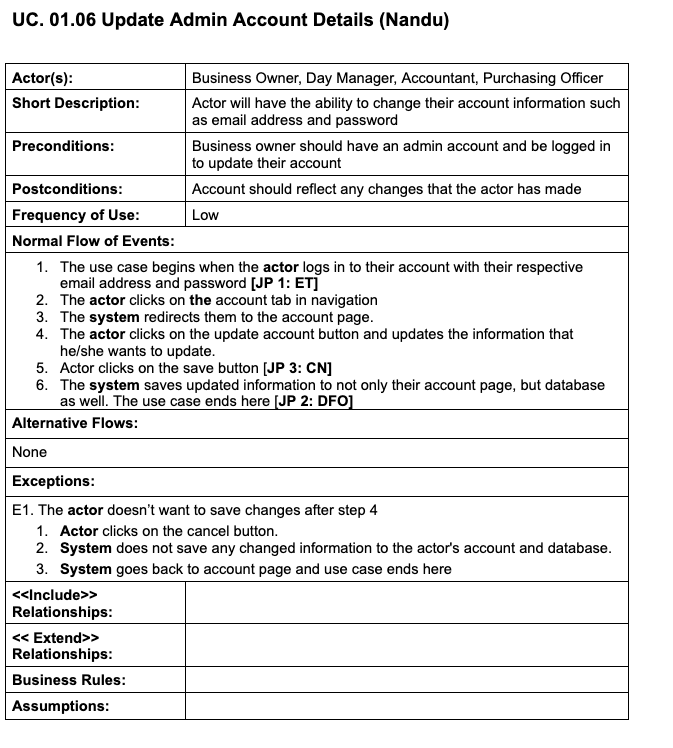 UC. 01.06 Update Admin Account Details (Nandu)
Actor(s): Business Owner, Day Manager, Accountant, Purchasing Officer
Short Description: Actor will have the ability to change their account information such
as email address and password
Preconditions: Business owner should have an admin account and be logged in
to update their account
Postconditions: Account should reflect any changes that the actor has made
Frequency of Use: Low
Normal Flow of Events:
1. The use case begins when the actor logs in to their account with their respective
email address and password [JP 1: ET]
2. The actor clicks on the account tab in navigation
3. The system redirects them to the account page.
4. The actor clicks on the update account button and updates the information that
he/she wants to update.
5. Actor clicks on the save button [JP 3: CN]
6. The system saves updated information to not only their account page, but database
as well. The use case ends here [JP 2: DFO]
Alternative Flows:
None
Exceptions:
E1. The actor doesn't want to save changes after step 4
1. Actor clicks on the cancel button.
2. System does not save any changed information to the actor's account and database.
3. System goes back to account page and use case ends here
<<Include>>
Relationships:
<< Extend>>
Relationships:
Business Rules:
Assumptions: